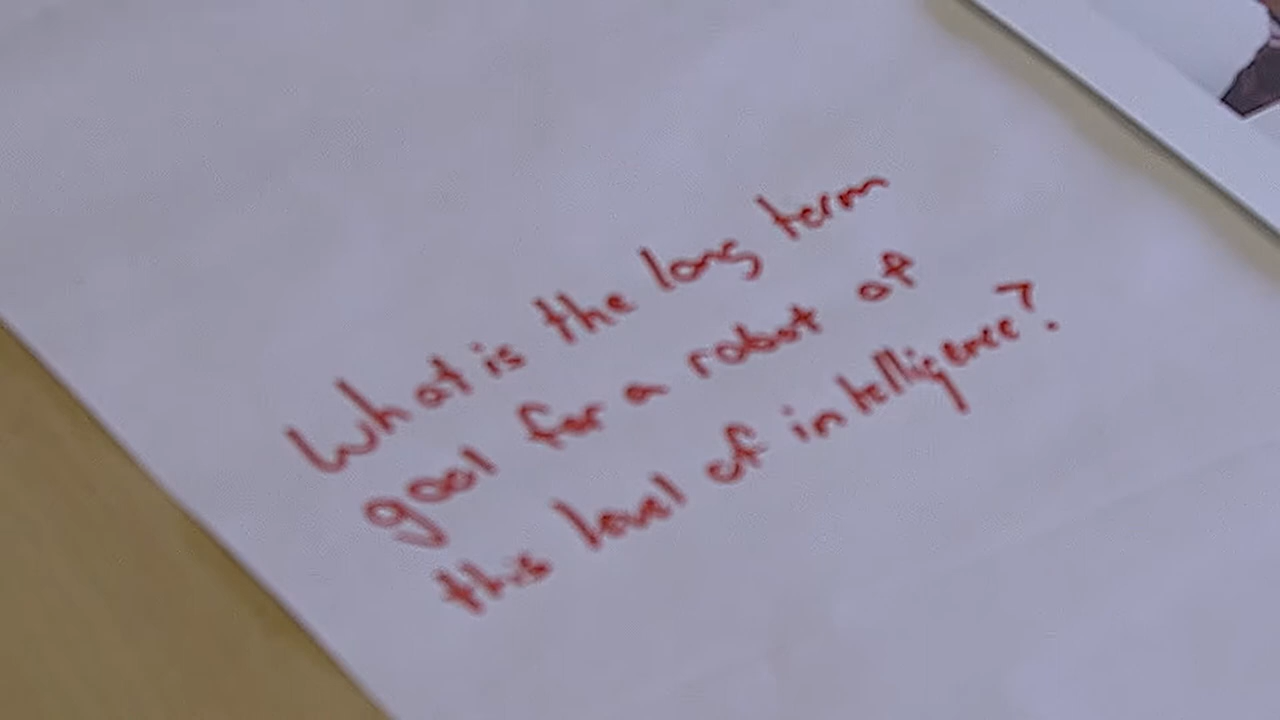 What is the long term
goal for a robot of
this level of intelligence?